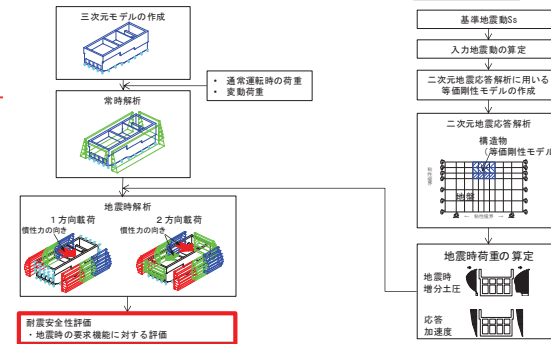 三次元モデルの作成
・ 通常運転時の荷重
・ 変動荷重
常時解析
地震時解析
1方向載荷
慣性力の向き
2方向載荷
慣性力の向き
耐震安全性評価
・地震時の要求機能に対する評価
基準地震動Ss
入力地震動の算定
二次元地震応答解析に用いる
等価剛性モデルの作成
二次元地震応答解析
構造物
(等価剛性モデル
地盤
粘性境界
地震時荷重の算定
地震時
増分土圧
応答
加速度